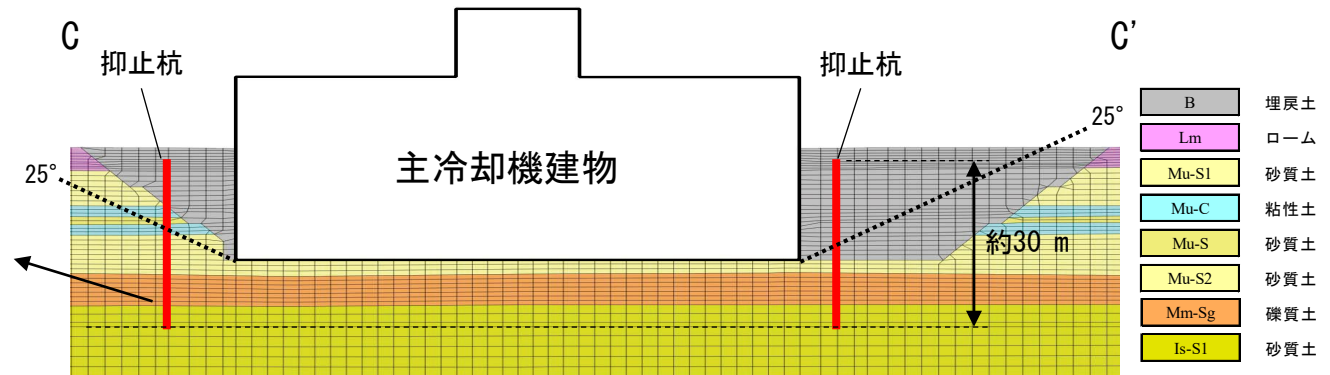 C
C'
抑止杭
抑止杭
25°
25°
主冷却機建物
約30 m
B 埋戻土
Lm ローム
Mu-S1 砂質土
Mu-C 粘性土
Mu-S 砂質土
Mu-S2 砂質土
Mm-Sg 礫質土
Is-S1 砂質土